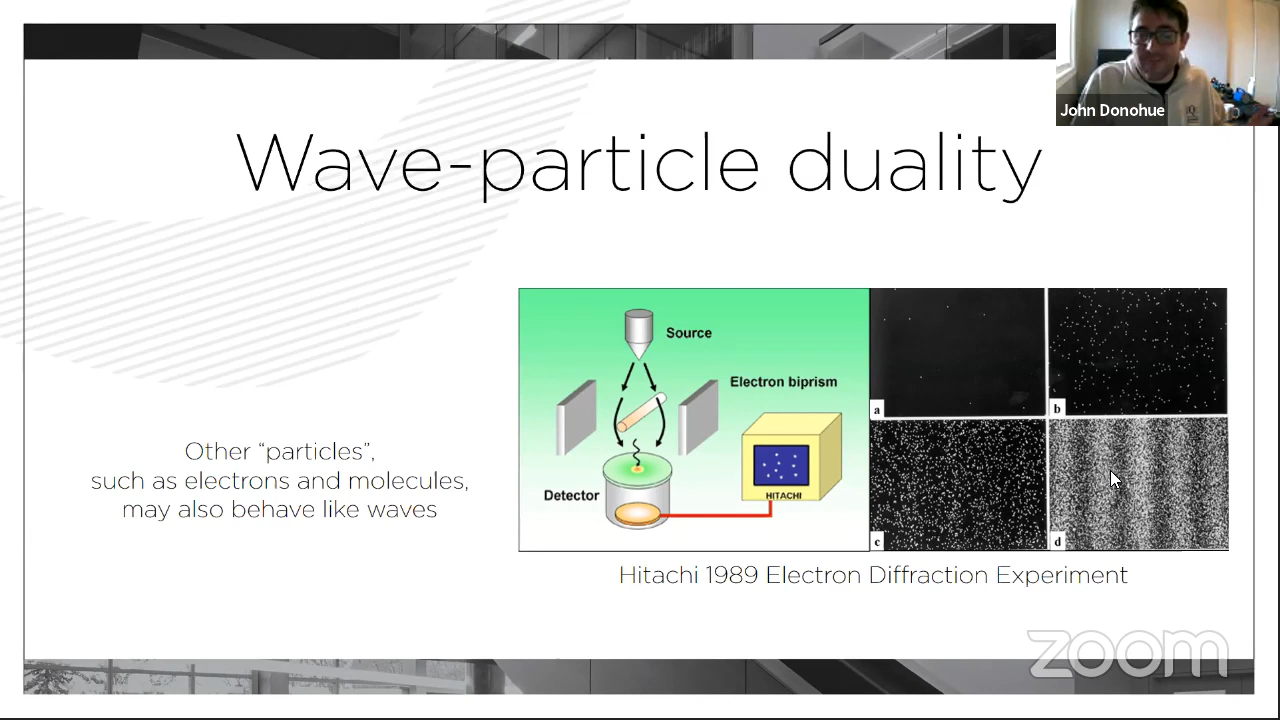 John Donohue
Wave-particle duality
Other “particles”,
such as electrons and molecules,
may also behave like waves
Source
Electron biprism
Detector
HITACHI
a
b
c
d
Hitachi 1989 Electron Diffraction Experiment
zoom